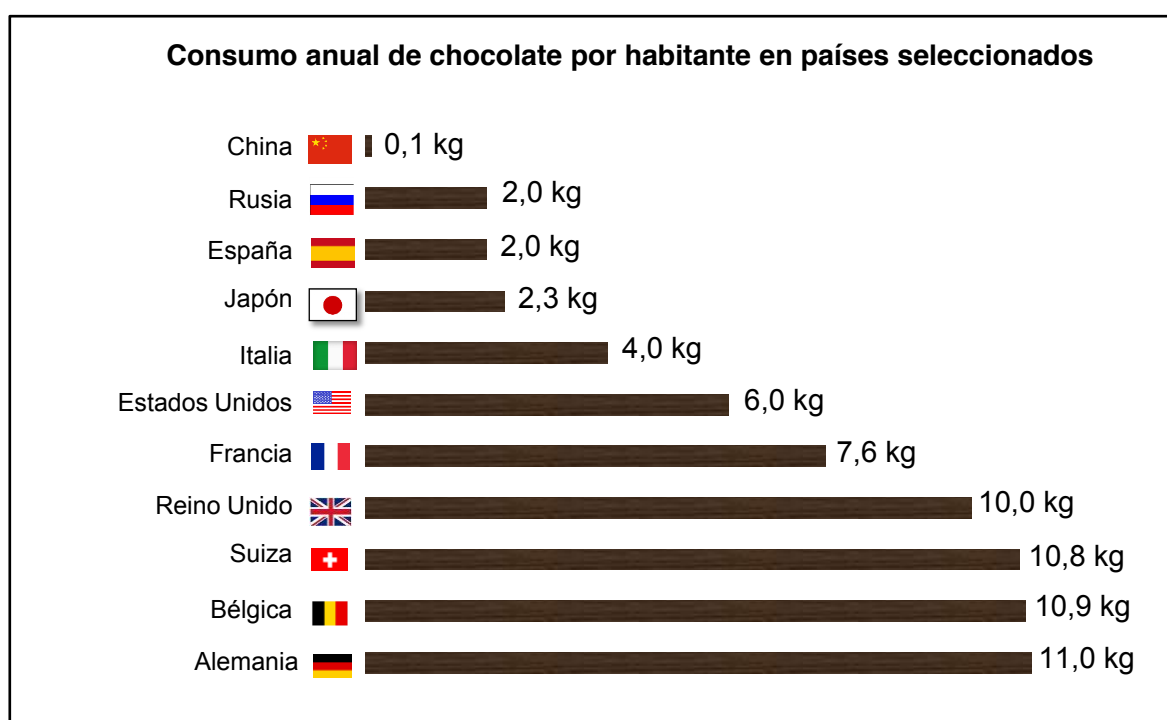 Consumo anual de chocolate por habitante en países seleccionados
China 0,1 kg
Rusia 2,0 kg
España 2,0 kg
Japón 2,3 kg
Italia 4,0 kg
Estados Unidos 6,0 kg
Francia 7,6 kg
Reino Unido 10,0 kg
Suiza 10,8 kg
Bélgica 10,9 kg
Alemania 11,0 kg